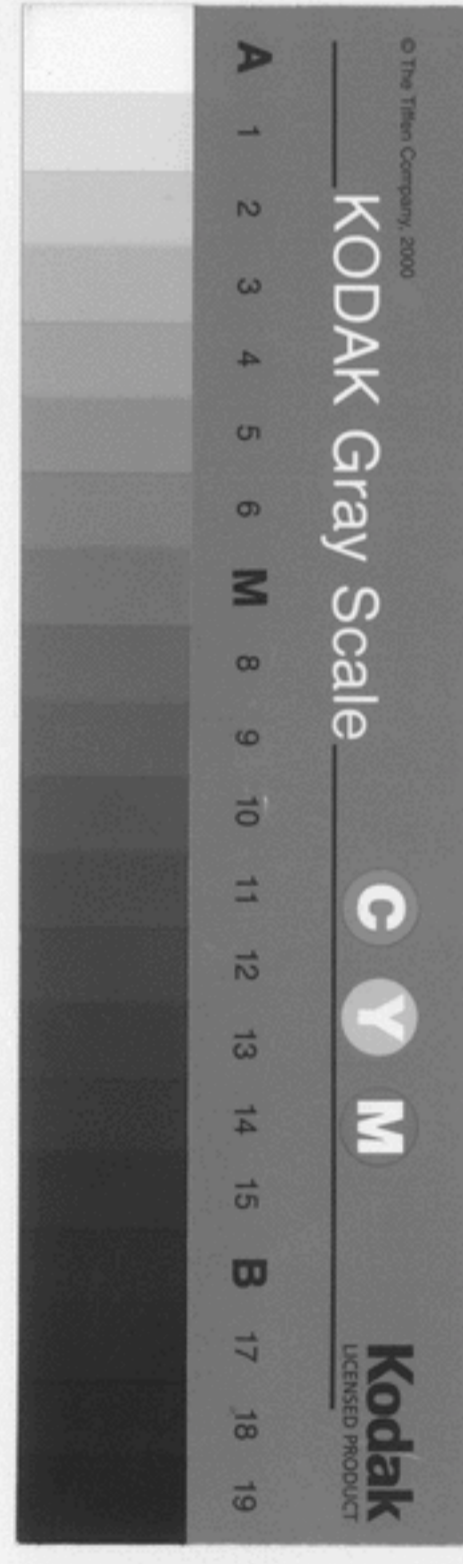 © The Tiffen Company, 2000
KODAK Gray Scale
C Y M
Kodak
LICENSED PRODUCT
A 1 2 3 4 5 6 M 8 9 10 11 12 13 14 15 B 17 18 19